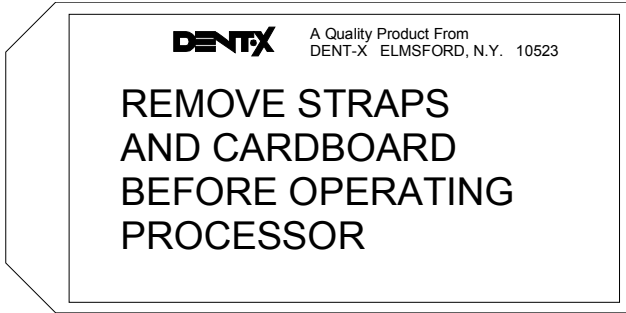 DENT-X
A Quality Product From
DENT-X ELMSFORD, N.Y. 10523
REMOVE STRAPS
AND CARDBOARD
BEFORE OPERATING
PROCESSOR